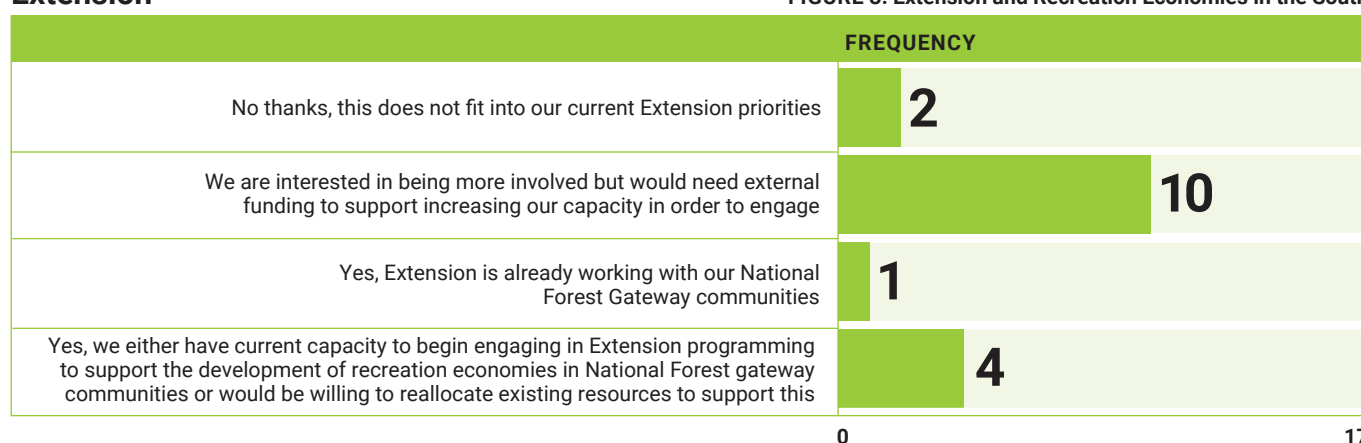 Extension
FIGURE 3. Extension and Recreation Economies in the South
FREQUENCY
No thanks, this does not fit into our current Extension priorities
2
We are interested in being more involved but would need external
funding to support increasing our capacity in order to engage
10
Yes, Extension is already working with our National
Forest Gateway communities
1
Yes, we either have current capacity to begin engaging in Extension programming
to support the development of recreation economies in National Forest gateway
communities or would be willing to reallocate existing resources to support this
4
0 17